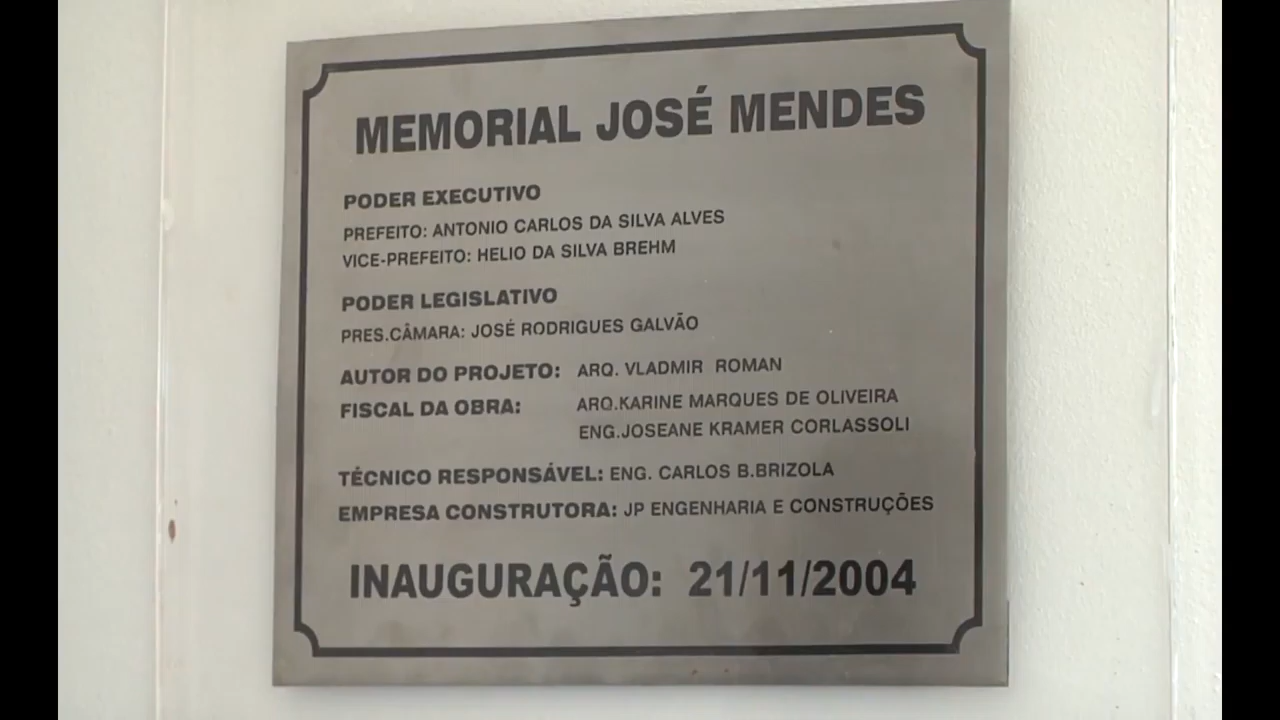 MEMORIAL JOSÉ MENDES
PODER EXECUTIVO
PREFEITO: ANTONIO CARLOS DA SILVA ALVES
VICE-PREFEITO: HELIO DA SILVA BREHM
PODER LEGISLATIVO
PRES.CÂMARA: JOSÉ RODRIGUES GALVÃO
AUTOR DO PROJETO: ARQ. VLADMIR ROMAN
FISCAL DA OBRA: ARQ.KARINE MARQUES DE OLIVEIRA
ENG.JOSEANE KRAMER CORLASSOLI
TÉCNICO RESPONSÁVEL: ENG. CARLOS B.BRIZOLA
EMPRESA CONSTRUTORA: JP ENGENHARIA E CONSTRUÇÕES
INAUGURAÇÃO: 21/11/2004